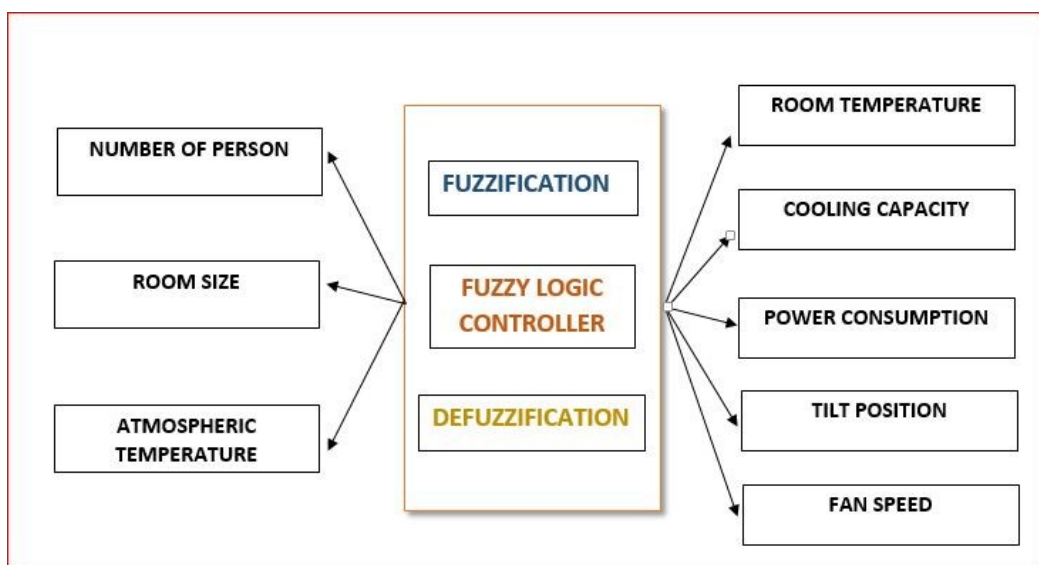 NUMBER OF PERSON
ROOM SIZE
ATMOSPHERIC
TEMPERATURE
FUZZIFICATION
FUZZY LOGIC
CONTROLLER
DEFUZZIFICATION
ROOM TEMPERATURE
COOLING CAPACITY
POWER CONSUMPTION
TILT POSITION
FAN SPEED